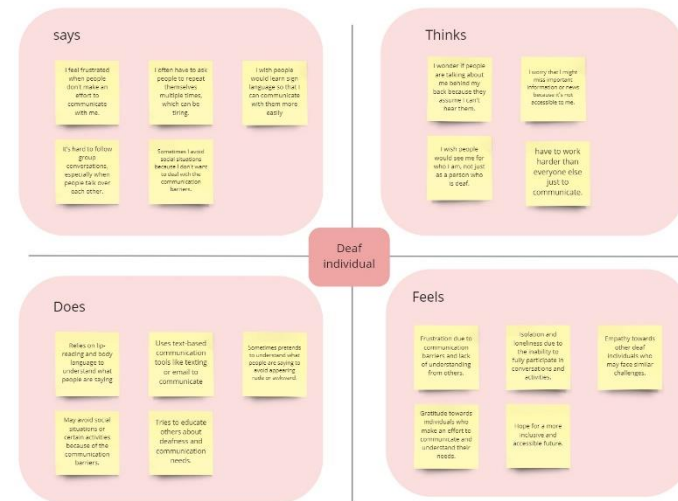 says
I feel frustrated
when people
don't make an
effort to
communicate
with me.
I often have to ask
people to repeat
themselves
multiple times,
which can be
tiring.
I wish people
would learn sign
language so that I
can communicate
with them more
easily
It's hard to follow
group
conversations,
especially when
people talk over
each other.
Sometimes I avoid
social situations
because I don't want
to deal with the
communication
barriers.
Thinks
I wonder if people
are talking about
me behind my
back because they
assume I can't
hear them.
I worry that I might
miss important
information or news
because it's not
accessible to me.
I wish people
would see me for
who I am, not just
as a person who
is deaf.
have to work
harder than
everyone else
just to
communicate.
Deaf
individual
Does
Relies on lip-
reading and body
language to
understand what
people are saying
Uses text-based
communication
tools like texting
or email to
communicate
Sometimes pretends
to understand what
people are saying to
avoid appearing
rude or awkward.
May avoid social
situations or
certain activities
because of the
communication
barriers.
Tries to educate
others about
deafness and
communication
needs.
Feels
Frustration due to
communication
barriers and lack
of understanding
from others.
Isolation and
loneliness due to
the inability to
fully participate in
conversations and
activities.
Empathy towards
other deaf
individuals who
may face similar
challenges.
Gratitude towards
individuals who
make an effort to
communicate and
understand their
needs.
Hope for a more
inclusive and
accessible future.